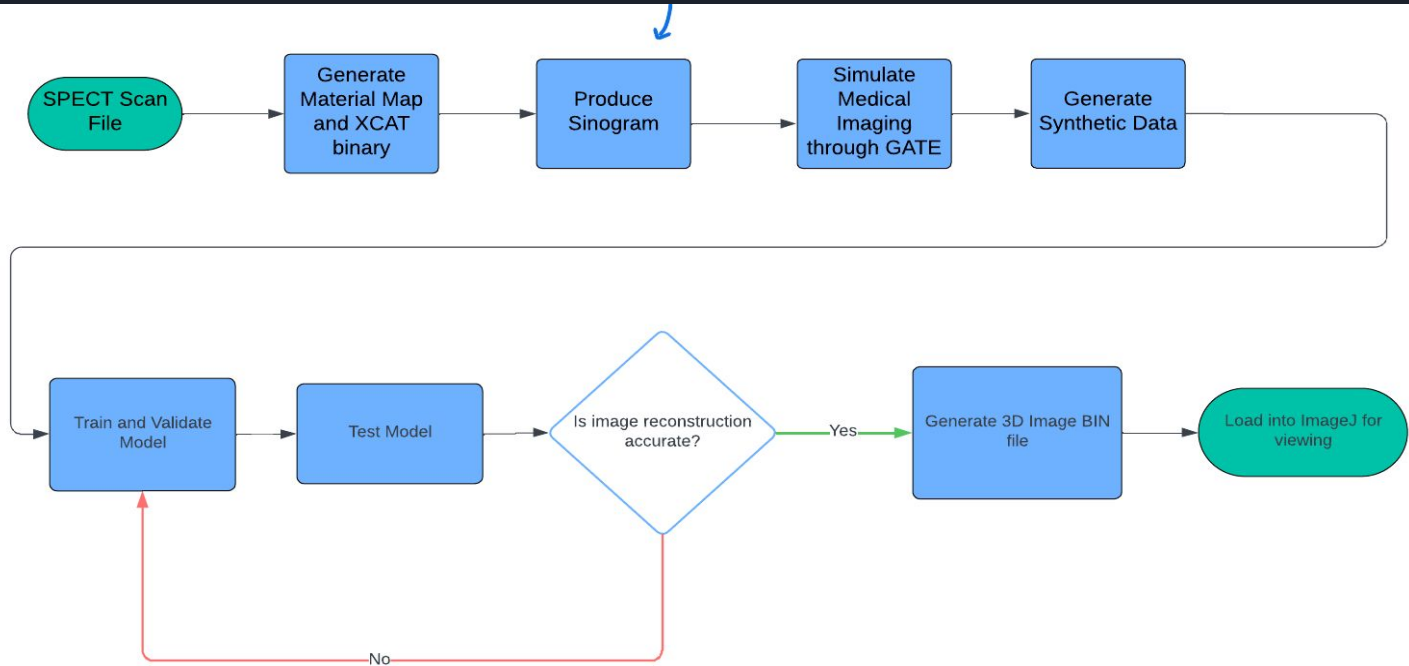 SPECT Scan
File
Generate
Material Map
and XCAT
binary
Produce
Sinogram
Simulate
Medical
Imaging
through GATE
Generate
Synthetic Data
Train and Validate
Model
Test Model
Is image reconstruction
accurate?
Yes
Generate 3D Image BIN
file
Load into ImageJ for
viewing
No